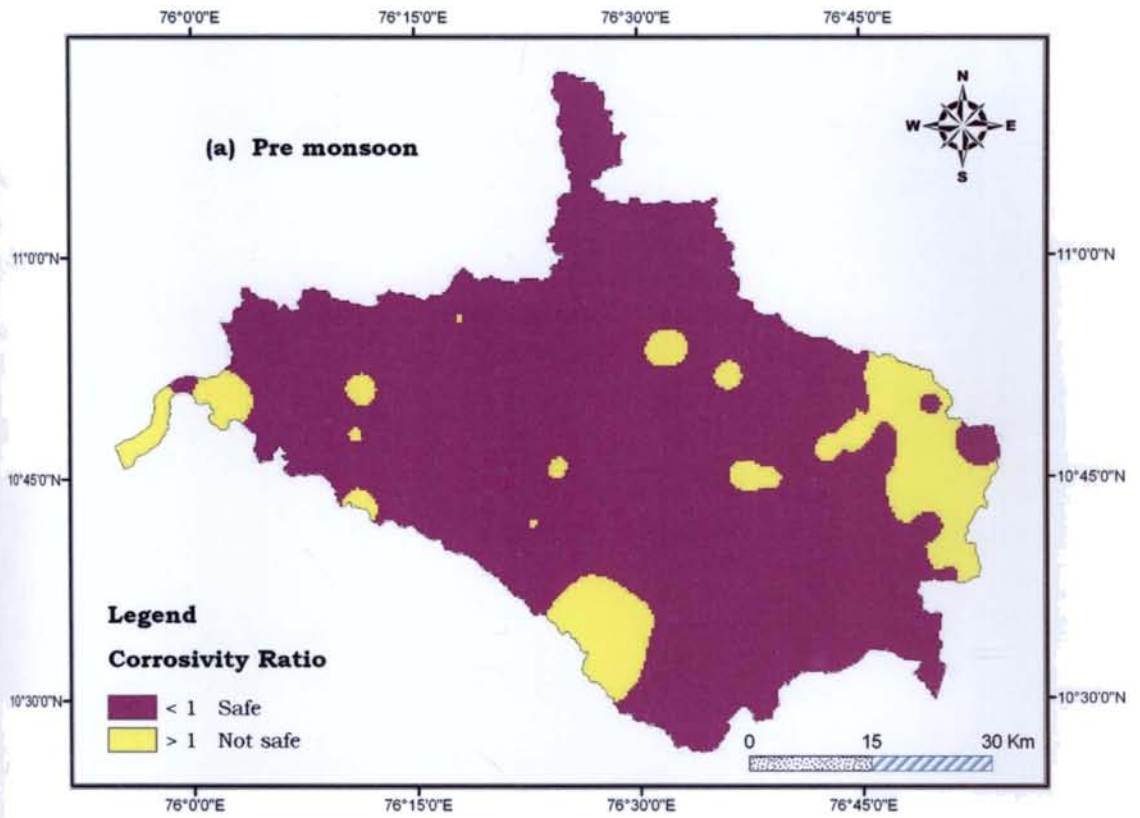 76°0'0"E 76°15'0"E 76°30'0"E 76°45'0"E
N
W E
S
(a) Pre monsoon
11°0'0"N 11°0'0"N
10°45'0"N 10°45'0"N
Legend
Corrosivity Ratio
< 1 Safe
> 1 Not safe
10°30'0"N 10°30'0"N
0 15 30 Km
76°0'0"E 76°15'0"E 76°30'0"E 76°45'0"E